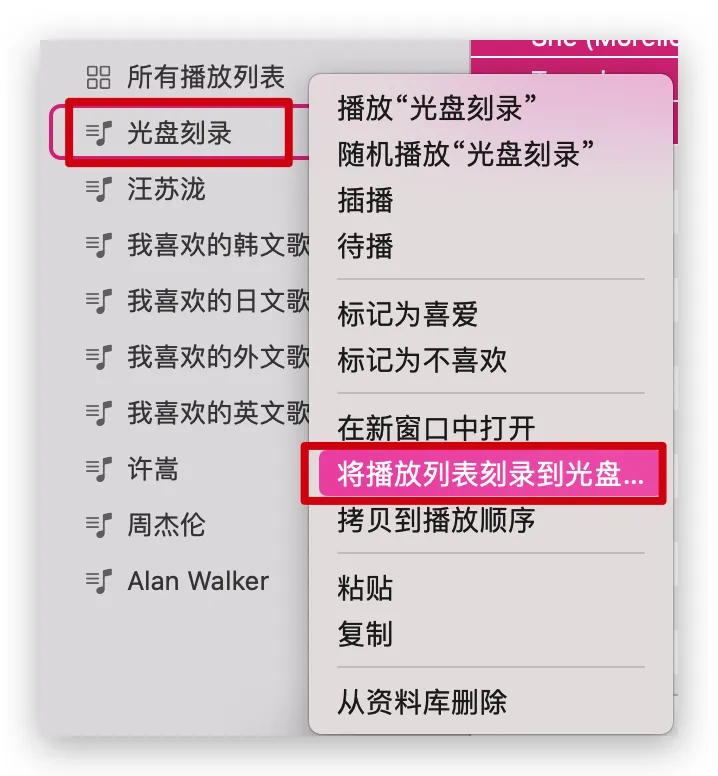 所有播放列表
光盘刻录
汪苏泷
我喜欢的韩文歌
我喜欢的日文歌
我喜欢的外文歌
我喜欢的英文歌
许嵩
周杰伦
Alan Walker
播放“光盘刻录”
随机播放“光盘刻录”
插播
待播
标记为喜爱
标记为不喜欢
在新窗口中打开
将播放列表刻录到光盘...
拷贝到播放顺序
粘贴
复制
从资料库删除